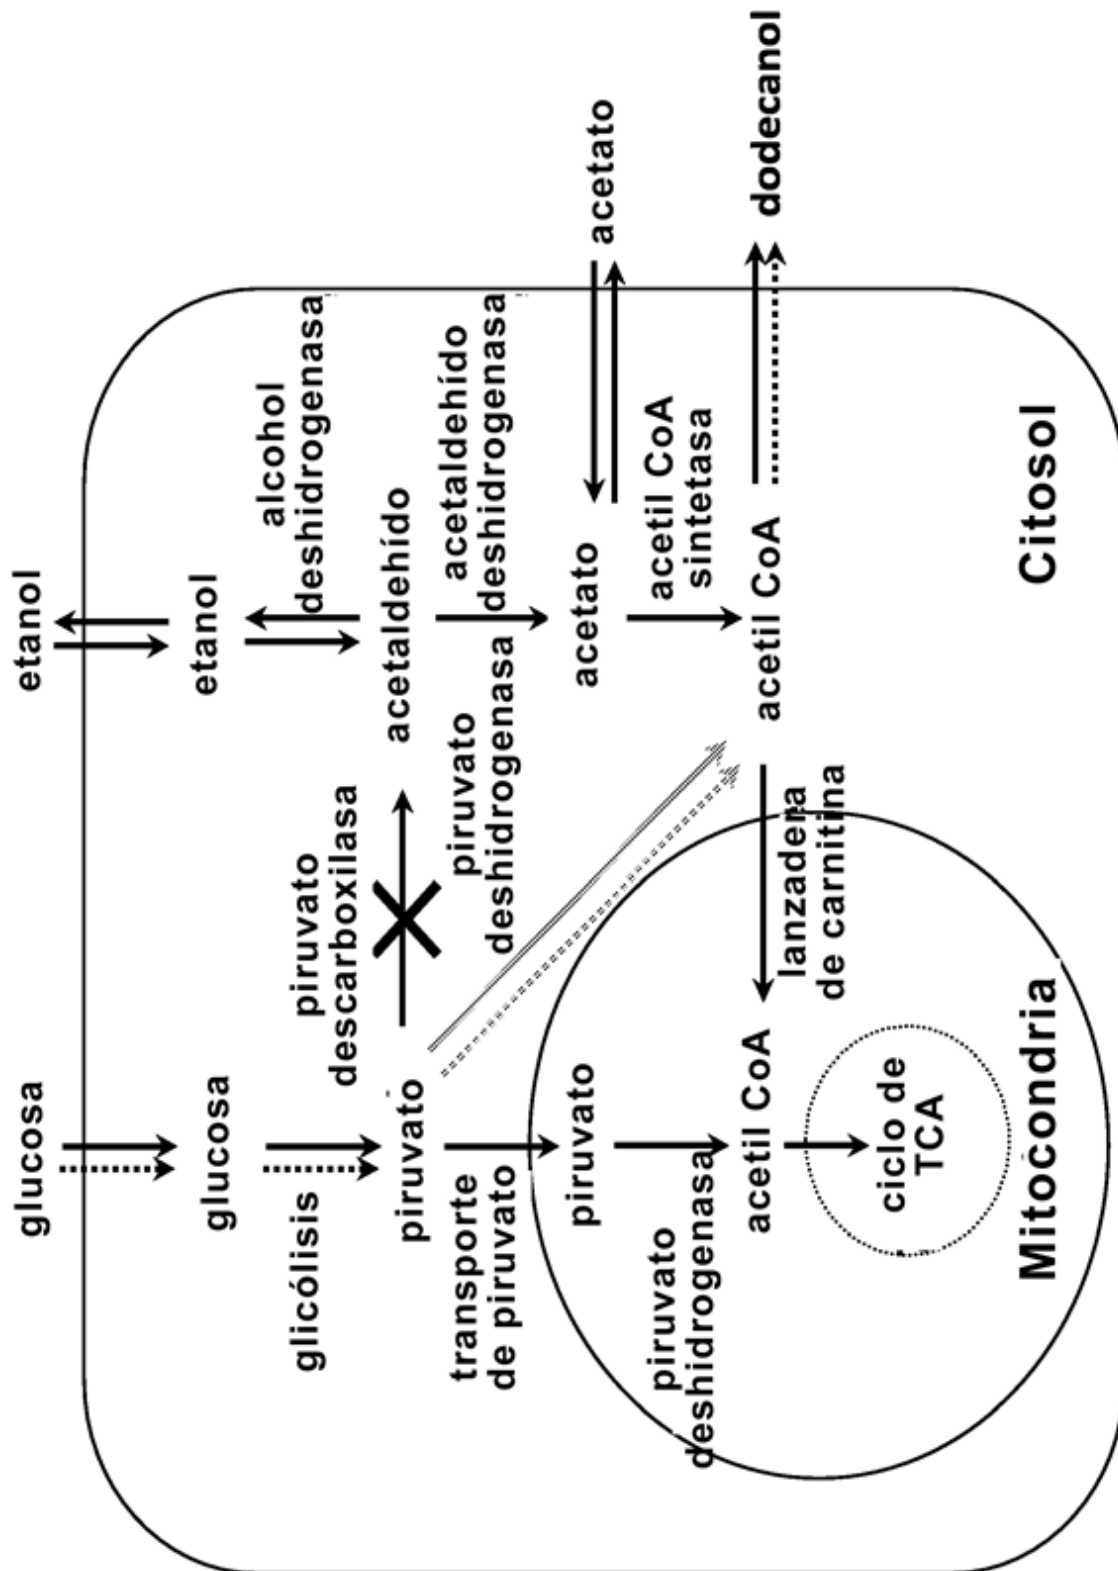 glucosa
glucosa
glicólisis
piruvato
descarboxilasa
piruvato
transporte
de piruvato
piruvato
piruvato
deshidrogenasa
acetil CoA
ciclo de
TCA
Mitocondria
lanzadera
de carnitina
piruvato
deshidrogenasa
etanol
etanol
alcohol
deshidrogenasa
acetaldehído
acetaldehído
deshidrogenasa
acetato
acetato
acetil CoA
sintetasa
acetil CoA
dodecanol
Citosol